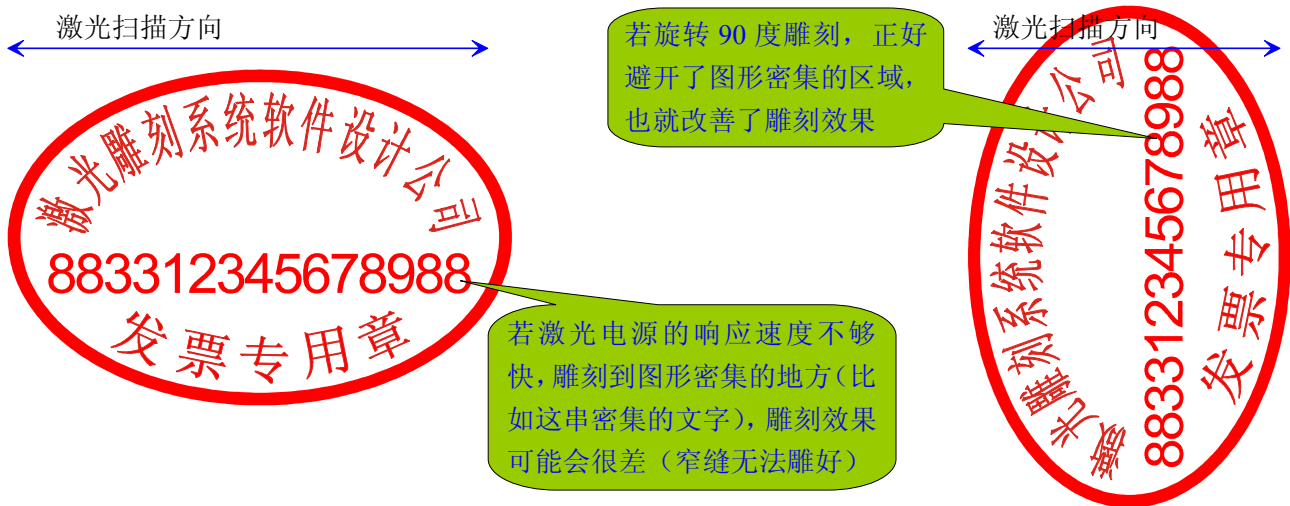 激光扫描方向
激光雕刻系统软件设计公司
883312345678988
发票专用章
若旋转 90 度雕刻，正好
避开了图形密集的区域，
也就改善了雕刻效果
若激光电源的响应速度不够
快，雕刻到图形密集的地方（比
如这串密集的文字），雕刻效果
可能会很差（窄缝无法雕好）
激光扫描方向
激光雕刻系统软件设计公司
883312345678988
发票专用章